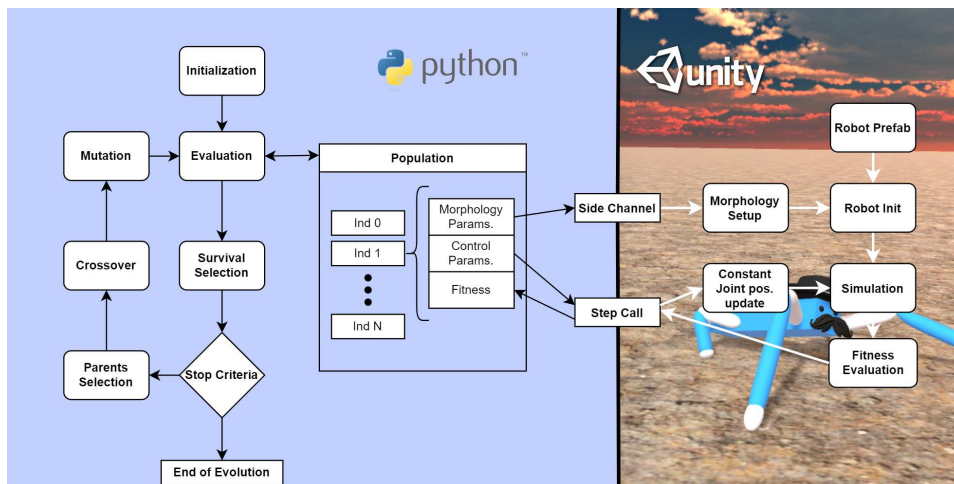 python™
unity
Initialization
Robot Prefab
Mutation
Evaluation
Population
Morphology
Params.
Side Channel
Morphology
Setup
Robot Init
Ind 0
Crossover
Survival
Selection
Ind 1
Control
Params.
Constant
Joint pos.
update
Simulation
Fitness
Step Call
Ind N
Parents
Selection
Stop Criteria
Fitness
Evaluation
End of Evolution